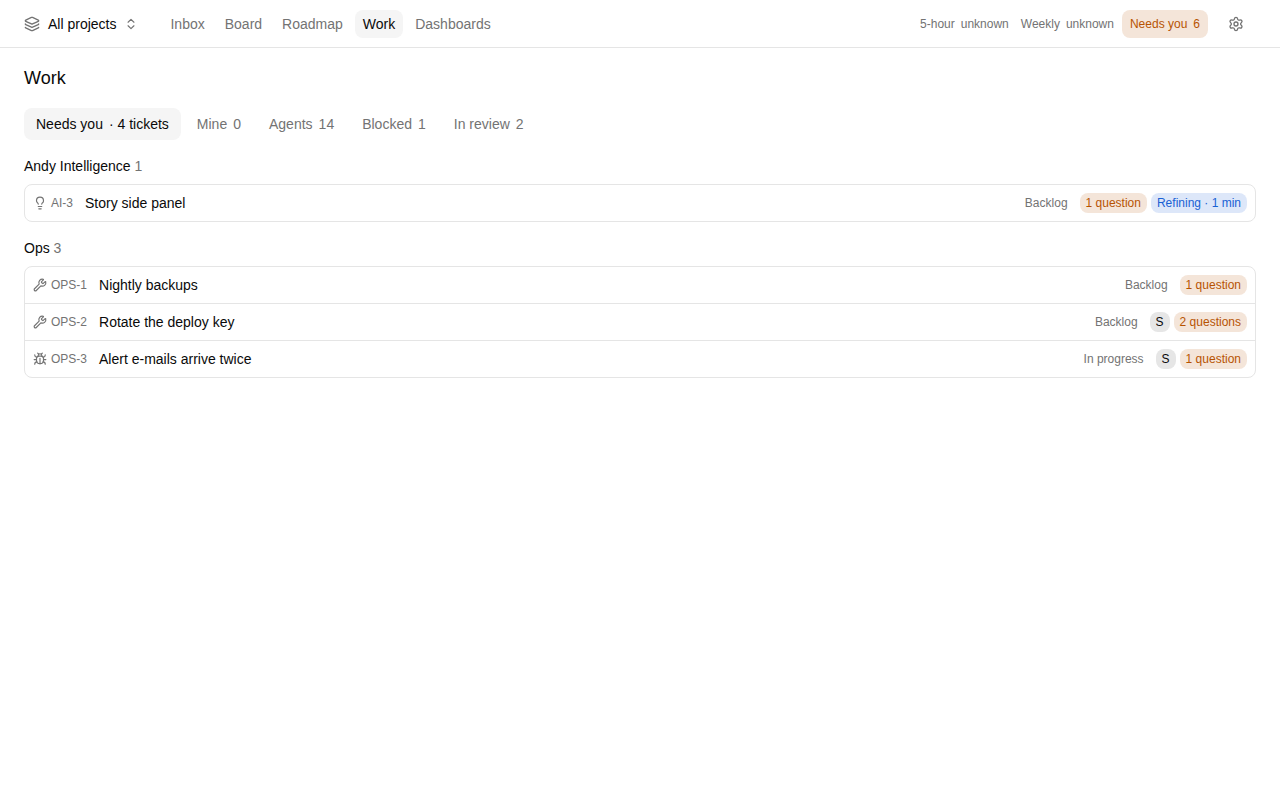 All projects Inbox Board Roadmap Work Dashboards 5-hour unknown Weekly unknown Needs you 6
Work
Needs you · 4 tickets Mine 0 Agents 14 Blocked 1 In review 2
Andy Intelligence 1
AI-3 Story side panel Backlog 1 question Refining · 1 min
Ops 3
OPS-1 Nightly backups Backlog 1 question
OPS-2 Rotate the deploy key Backlog S 2 questions
OPS-3 Alert e-mails arrive twice In progress S 1 question